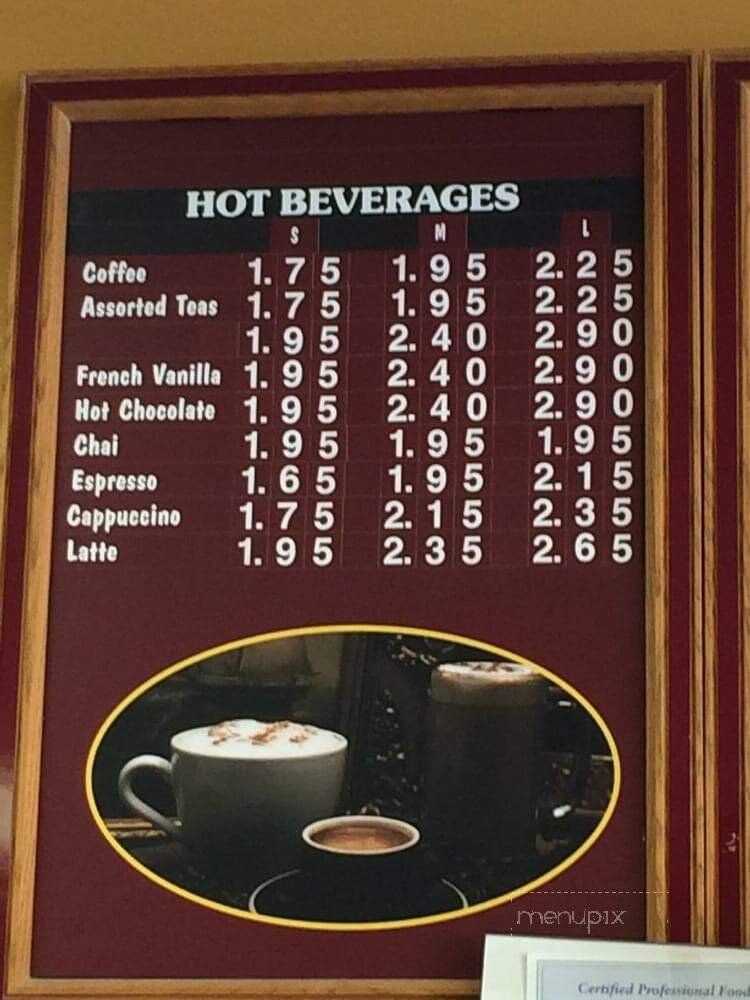 HOT BEVERAGES
S M L
Coffee 1.75 1.95 2.25
Assorted Teas 1.75 1.95 2.25
1.95 2.40 2.90
French Vanilla 1.95 2.40 2.90
Hot Chocolate 1.95 2.40 2.90
Chai 1.95 1.95 1.95
Espresso 1.65 1.95 2.15
Cappuccino 1.75 2.15 2.35
Latte 1.95 2.35 2.65
menupix
Certified Professional Food